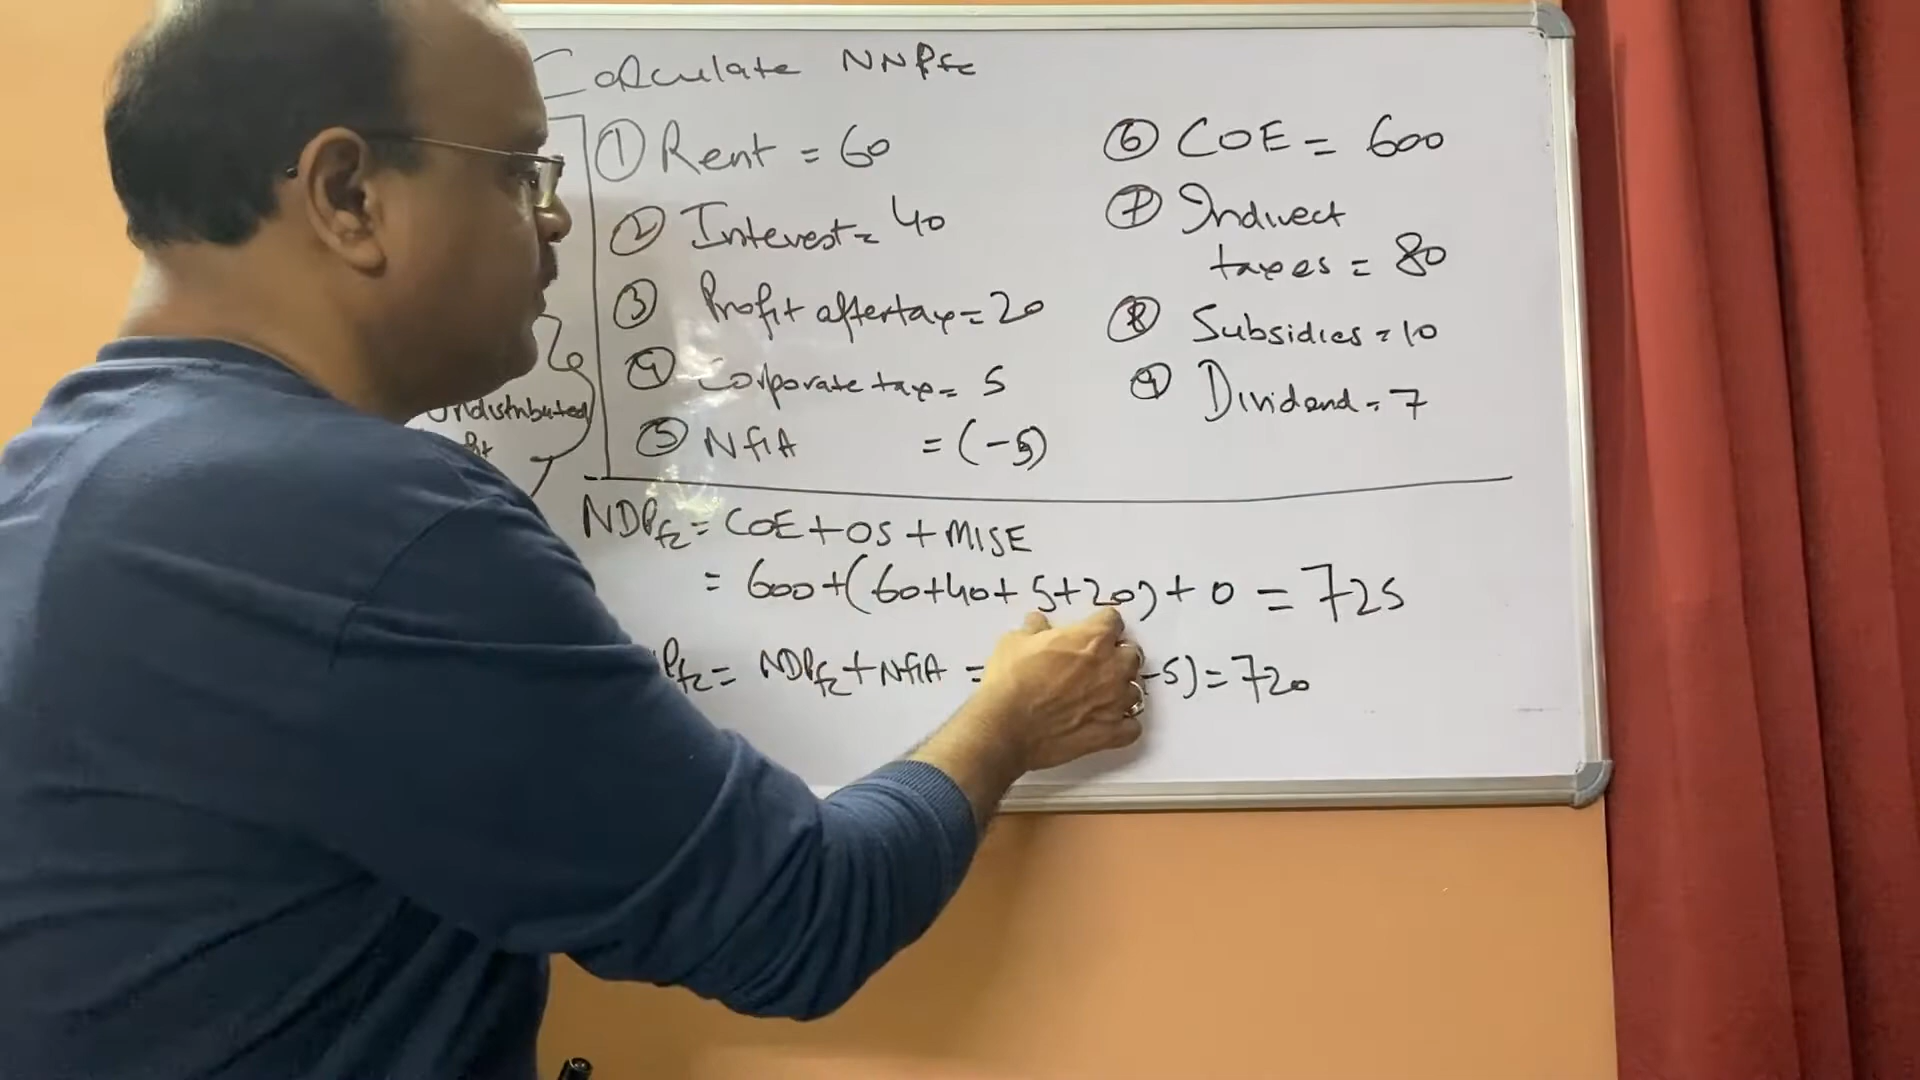 Calculate NNPfc
① Rent = 60
② Interest = 40
③ Profit after tax = 20
④ Corporate tax = 5
⑤ NfiA = (-5)
⑥ COE = 600
⑦ Indirect
taxes = 80
⑧ Subsidies = 10
⑨ Dividend = 7
Undistributed
NDPfc = COE + OS + MISE
= 600 + (60+40+5+20) + 0 = 725
Pfc = NDPfc + NfiA =
-5) = 720